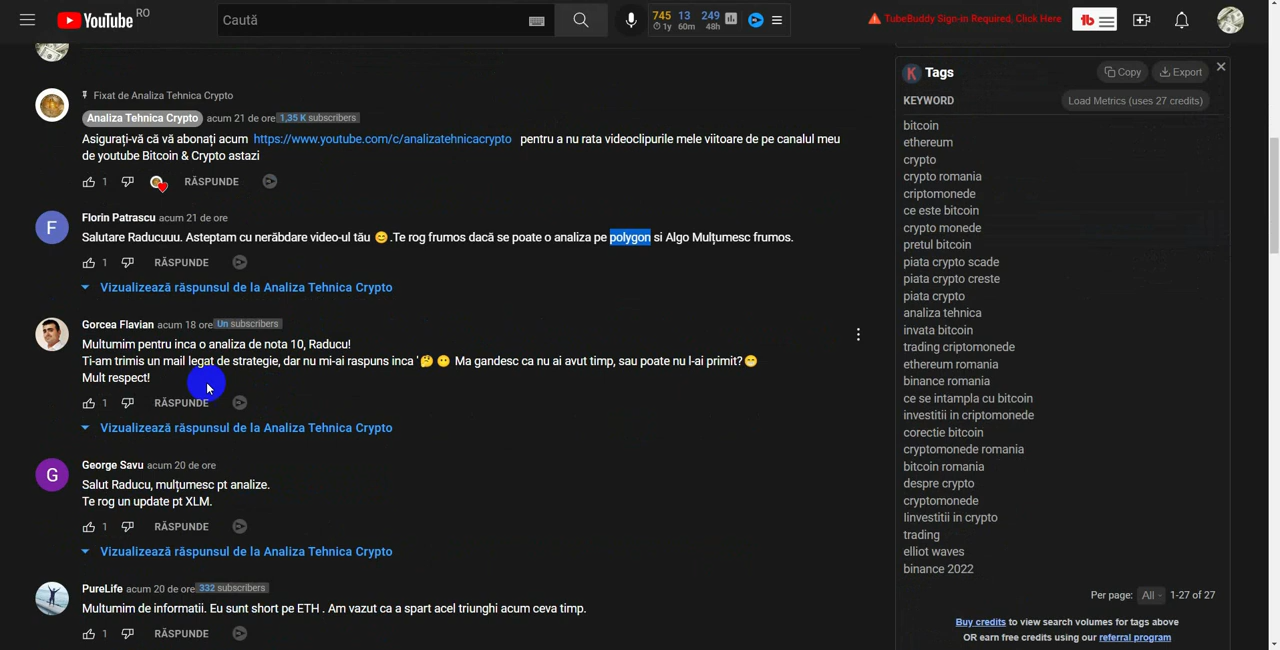 YouTube RO
Caută
745 13 249
1y 60m 48h
TubeBuddy Sign-in Required, Click Here
tb
Fixat de Analiza Tehnica Crypto
Analiza Tehnica Crypto acum 21 de ore 1,35 K subscribers
Asigurați-vă că vă abonați acum https://www.youtube.com/c/analizatehnicacrypto pentru a nu rata videoclipurile mele viitoare de pe canalul meu
de youtube Bitcoin & Crypto astazi
1 RĂSPUNDE
F
Florin Patrascu acum 21 de ore
Salutare Raducuuu. Asteptam cu nerăbdare video-ul tău 😊.Te rog frumos dacă se poate o analiza pe polygon si Algo Mulțumesc frumos.
1 RĂSPUNDE
Vizualizează răspunsul de la Analiza Tehnica Crypto
Gorcea Flavian acum 18 ore Un subscribers
Multumim pentru inca o analiza de nota 10, Raducu!
Ti-am trimis un mail legat de strategie, dar nu mi-ai raspuns inca '🤔 😶 Ma gandesc ca nu ai avut timp, sau poate nu l-ai primit?😁
Mult respect!
1 RĂSPUNDE
Vizualizează răspunsul de la Analiza Tehnica Crypto
G
George Savu acum 20 de ore
Salut Raducu, mulțumesc pt analize.
Te rog un update pt XLM.
1 RĂSPUNDE
Vizualizează răspunsul de la Analiza Tehnica Crypto
PureLife acum 20 de ore 332 subscribers
Multumim de informatii. Eu sunt short pe ETH . Am vazut ca a spart acel triunghi acum ceva timp.
1 RĂSPUNDE
K Tags Copy Export
KEYWORD Load Metrics (uses 27 credits)
bitcoin
ethereum
crypto
crypto romania
criptomonede
ce este bitcoin
crypto monede
pretul bitcoin
piata crypto scade
piata crypto creste
piata crypto
analiza tehnica
invata bitcoin
trading criptomonede
ethereum romania
binance romania
ce se intampla cu bitcoin
investitii in criptomonede
corectie bitcoin
cryptomonede romania
bitcoin romania
despre crypto
cryptomonede
Iinvestitii in crypto
trading
elliot waves
binance 2022
Per page: All 1-27 of 27
Buy credits to view search volumes for tags above
OR earn free credits using our referral program